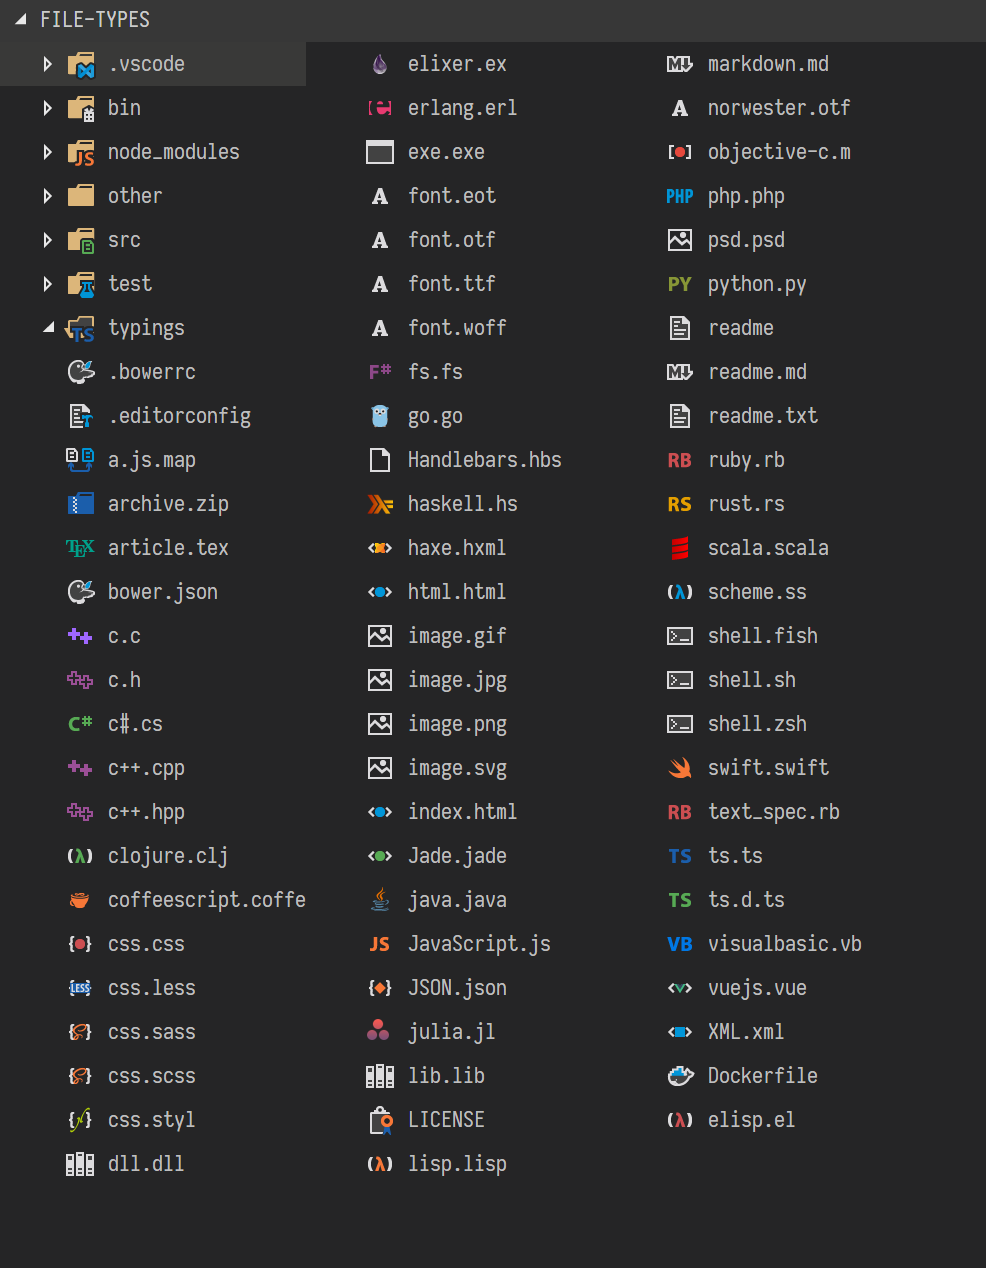 FILE-TYPES
.vscode
bin
node_modules
other
src
test
typings
.bowerrc
.editorconfig
a.js.map
archive.zip
article.tex
bower.json
c.c
c.h
c#.cs
c++.cpp
c++.hpp
clojure.clj
coffeescript.coffe
css.css
css.less
css.sass
css.scss
css.styl
dll.dll
elixer.ex
erlang.erl
exe.exe
font.eot
font.otf
font.ttf
font.woff
fs.fs
go.go
Handlebars.hbs
haskell.hs
haxe.hxml
html.html
image.gif
image.jpg
image.png
image.svg
index.html
Jade.jade
java.java
JavaScript.js
JSON.json
julia.jl
lib.lib
LICENSE
lisp.lisp
markdown.md
norwester.otf
objective-c.m
php.php
psd.psd
python.py
readme
readme.md
readme.txt
ruby.rb
rust.rs
scala.scala
scheme.ss
shell.fish
shell.sh
shell.zsh
swift.swift
text_spec.rb
ts.ts
ts.d.ts
visualbasic.vb
vuejs.vue
XML.xml
Dockerfile
elisp.el